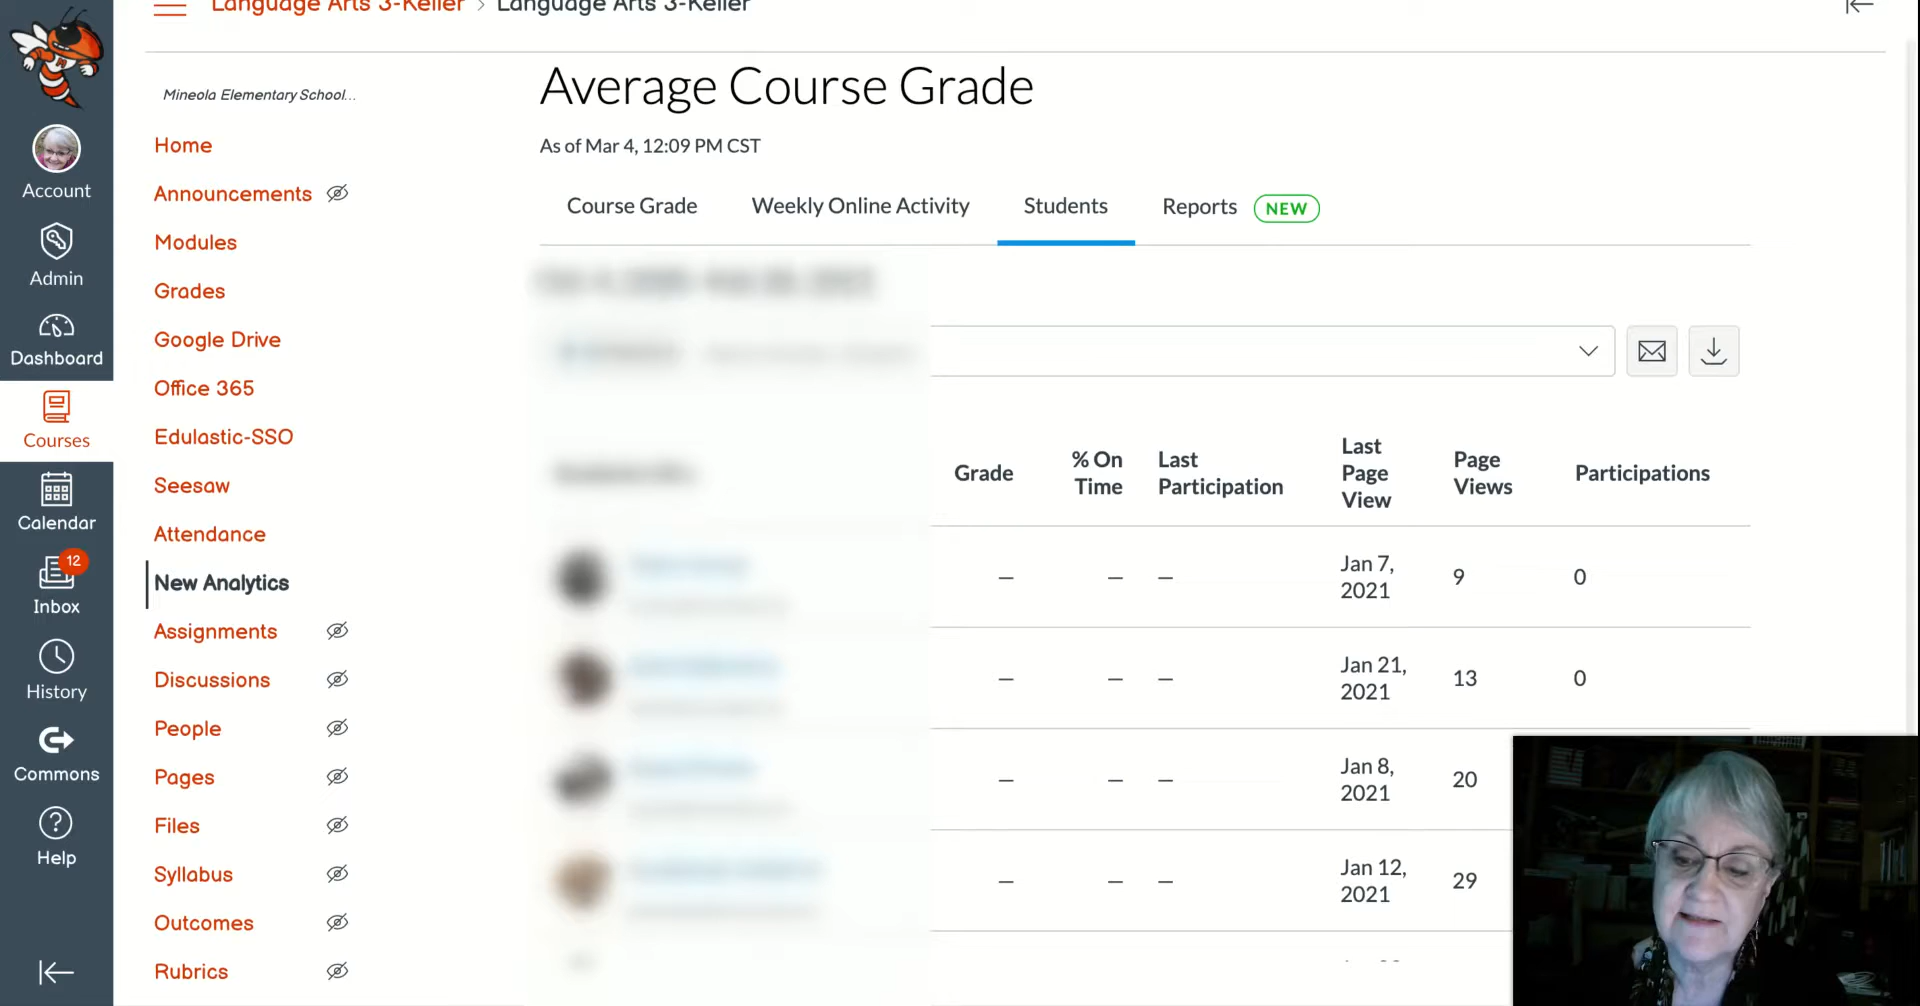 Language Arts 3-Keller > Language Arts 3-Keller
Mineola Elementary School...
Account
Admin
Dashboard
Courses
Calendar
12
Inbox
History
Commons
Help
Home
Announcements
Modules
Grades
Google Drive
Office 365
Edulastic-SSO
Seesaw
Attendance
New Analytics
Assignments
Discussions
People
Pages
Files
Syllabus
Outcomes
Rubrics
Average Course Grade
As of Mar 4, 12:09 PM CST
Course Grade Weekly Online Activity Students Reports NEW
Grade
% On
Time
Last
Participation
Last
Page
View
Page
Views
Participations
– – – Jan 7,
2021 9 0
– – – Jan 21,
2021 13 0
– – – Jan 8,
2021 20
– – – Jan 12,
2021 29